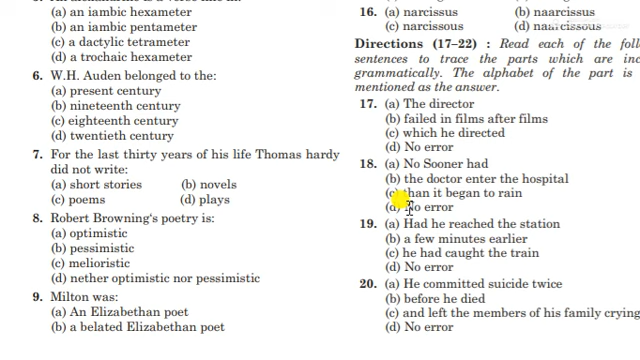 (a) an iambic hexameter
(b) an iambic pentameter
(c) a dactylic tetrameter
(d) a trochaic hexameter
6. W.H. Auden belonged to the:
(a) present century
(b) nineteenth century
(c) eighteenth century
(d) twentieth century
7. For the last thirty years of his life Thomas hardy
did not write:
(a) short stories (b) novels
(c) poems (d) plays
8. Robert Browning's poetry is:
(a) optimistic
(b) pessimistic
(c) melioristic
(d) nether optimistic nor pessimistic
9. Milton was:
(a) An Elizabethan poet
(b) a belated Elizabethan poet
16. (a) narcissus (b) naarcissus
(c) narcissous (d) naarcissous
Directions (17–22) : Read each of the foll
sentences to trace the parts which are inc
grammatically. The alphabet of the part is
mentioned as the answer.
17. (a) The director
(b) failed in films after films
(c) which he directed
(d) No error
18. (a) No Sooner had
(b) the doctor enter the hospital
(c) than it began to rain
(d) No error
19. (a) Had he reached the station
(b) a few minutes earlier
(c) he had caught the train
(d) No error
20. (a) He committed suicide twice
(b) before he died
(c) and left the members of his family crying
(d) No error